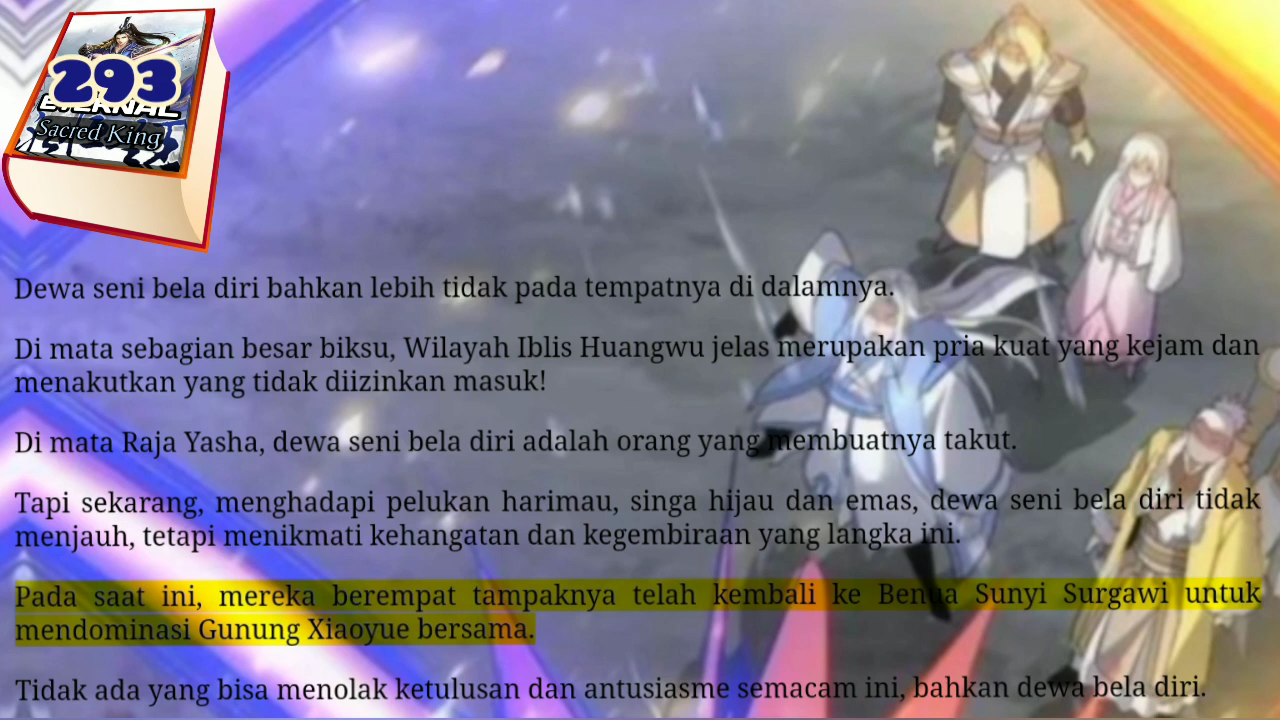 293
ETERNAL
Sacred King
Dewa seni bela diri bahkan lebih tidak pada tempatnya di dalamnya.
Di mata sebagian besar biksu, Wilayah Iblis Huangwu jelas merupakan pria kuat yang kejam dan
menakutkan yang tidak diizinkan masuk!
Di mata Raja Yasha, dewa seni bela diri adalah orang yang membuatnya takut.
Tapi sekarang, menghadapi pelukan harimau, singa hijau dan emas, dewa seni bela diri tidak
menjauh, tetapi menikmati kehangatan dan kegembiraan yang langka ini.
Pada saat ini, mereka berempat tampaknya telah kembali ke Benua Sunyi Surgawi untuk
mendominasi Gunung Xiaoyue bersama.
Tidak ada yang bisa menolak ketulusan dan antusiasme semacam ini, bahkan dewa bela diri.